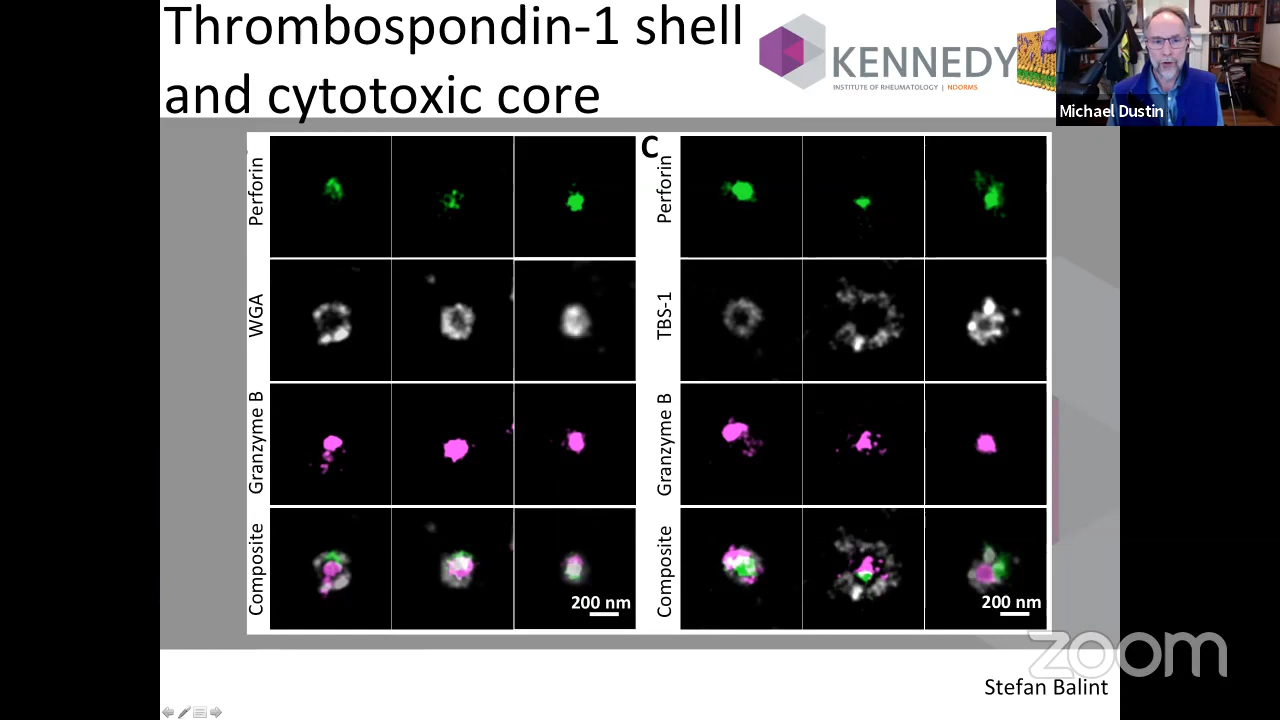 Thrombospondin-1 shell
and cytotoxic core
KENNEDY
INSTITUTE OF RHEUMATOLOGY | NDORMS
Michael Dustin
Perforin
WGA
Granzyme B
Composite
200 nm
C
Perforin
TBS-1
Granzyme B
Composite
200 nm
zoom
Stefan Balint